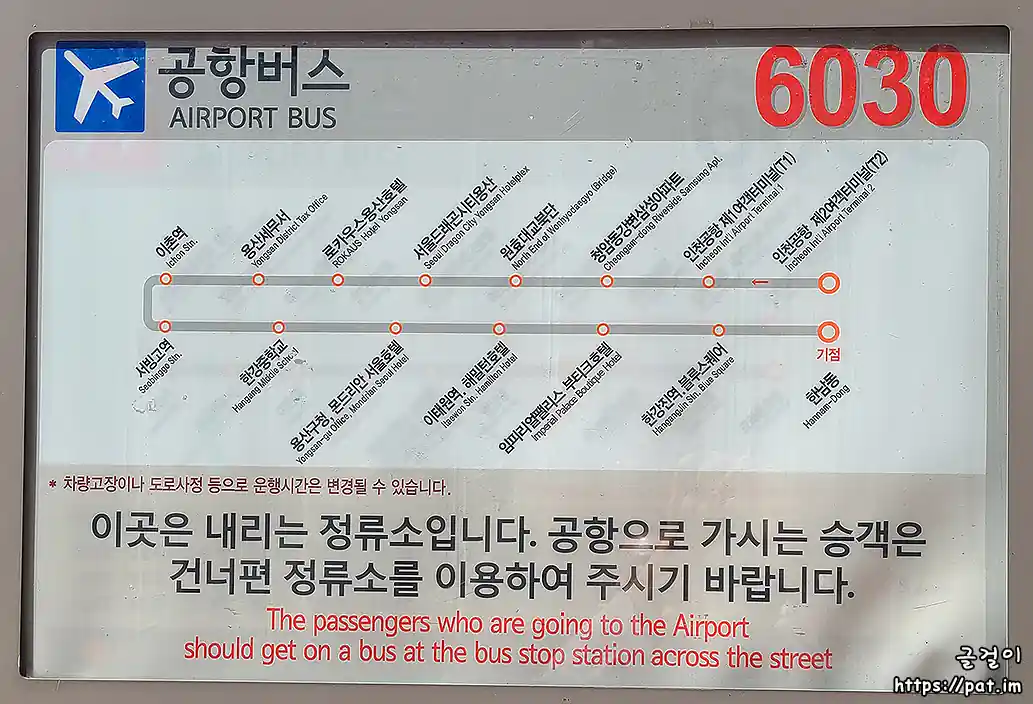 공항버스
AIRPORT BUS
6030
이촌역
Ichon Stn.
용산세무서
Yongsan District Tax Office
로카우스용산호텔
ROKAUS Hotel Yongsan
서울드래곤시티용산
Seoul Dragon City Yongsan Hotelplex
원효대교북단
North End of Wonhyodaegyo (Bridge)
청암동강변삼성아파트
Cheongam-dong Riverside Samsung Apt.
인천공항 제1여객터미널(T1)
Incheon Int'l Airport Terminal 1
인천공항 제2여객터미널(T2)
Incheon Int'l Airport Terminal 2
←
서빙고역
Seobinggo Stn.
한강중학교
Hangang Middle School
용산구청, 몬드리안 서울호텔
Yongsan-gu Office, Mondrian Seoul Hotel
이태원역, 해밀턴호텔
Itaewon Stn. Hamilton Hotel
임피리얼팰리스 부티크호텔
Imperial Palace Boutique Hotel
한강진역, 블루스퀘어
Hangangjin Stn. Blue Square
기점
한남동
Hannam-Dong
* 차량고장이나 도로사정 등으로 운행시간은 변경될 수 있습니다.
이곳은 내리는 정류소입니다. 공항으로 가시는 승객은
건너편 정류소를 이용하여 주시기 바랍니다.
The passengers who are going to the Airport
should get on a bus at the bus stop station across the street
글걸이
https://pat.im